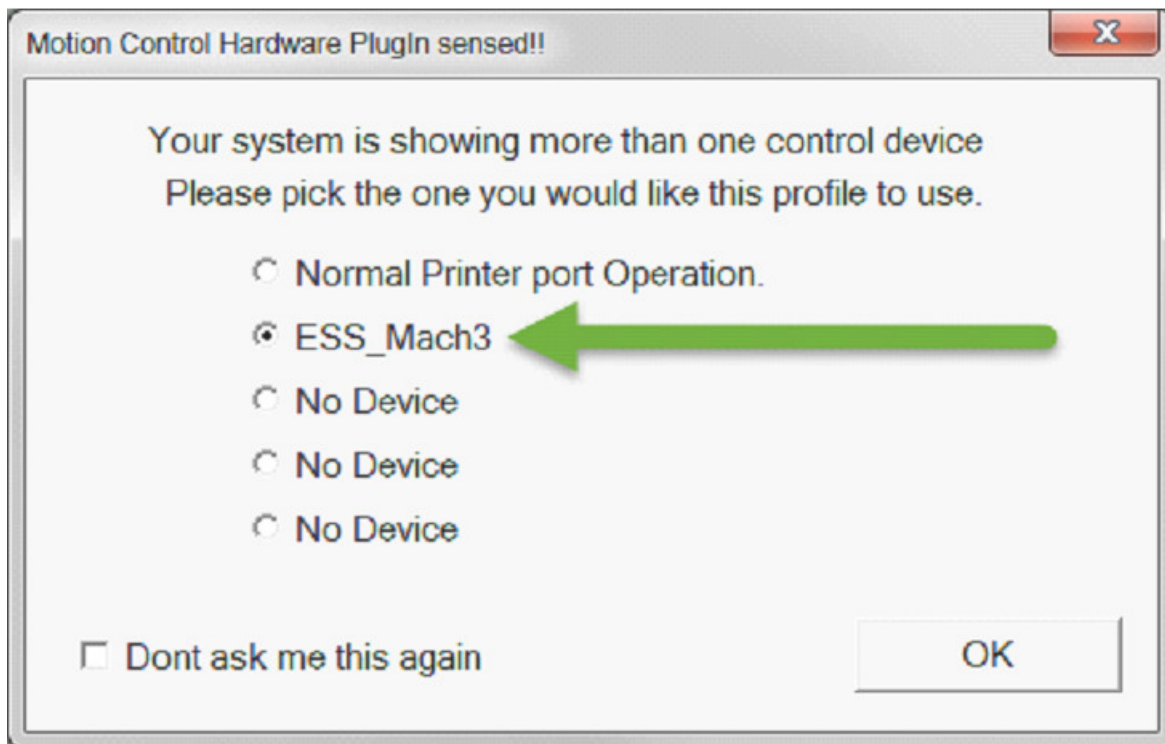 Motion Control Hardware PlugIn sensed!!
Your system is showing more than one control device
Please pick the one you would like this profile to use.
Normal Printer port Operation.
ESS_Mach3
No Device
No Device
No Device
Dont ask me this again
OK